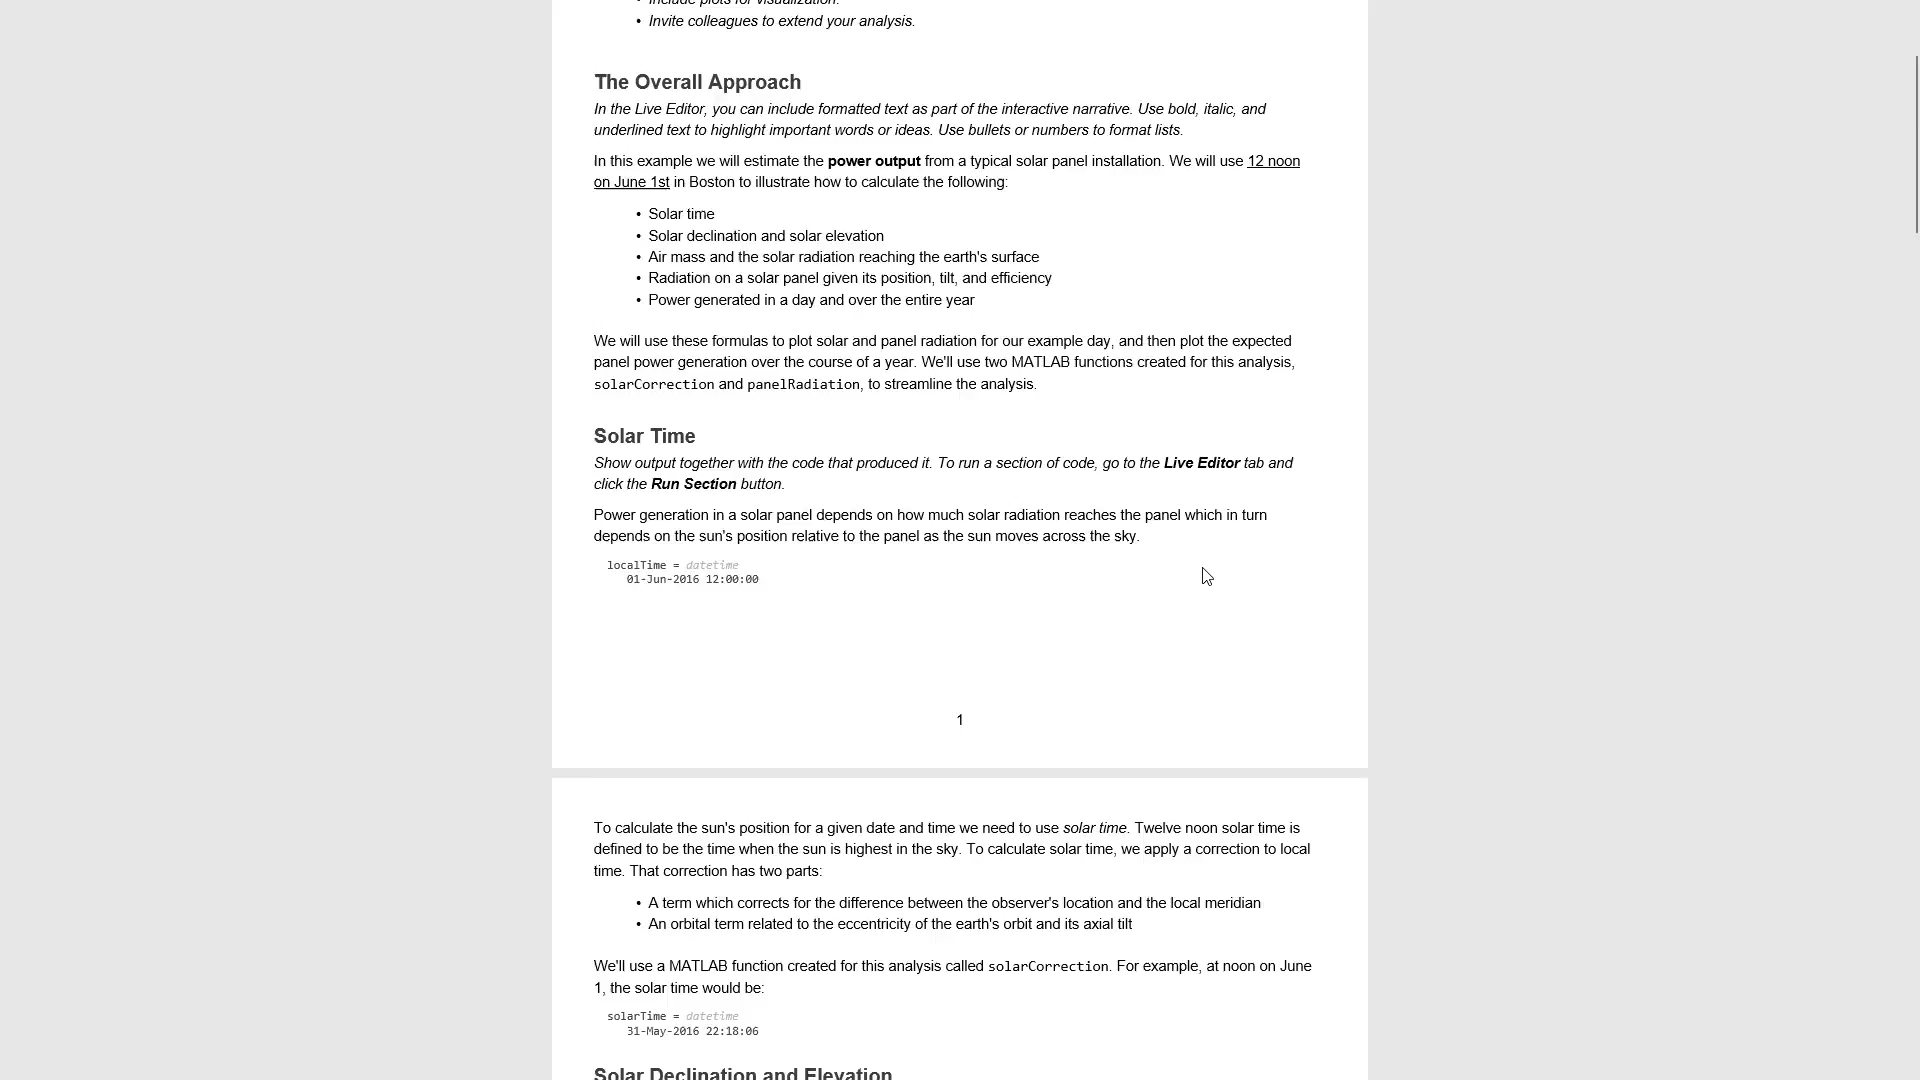 • Include plots for visualization.
• Invite colleagues to extend your analysis.
The Overall Approach
In the Live Editor, you can include formatted text as part of the interactive narrative. Use bold, italic, and
underlined text to highlight important words or ideas. Use bullets or numbers to format lists.
In this example we will estimate the power output from a typical solar panel installation. We will use 12 noon
on June 1st in Boston to illustrate how to calculate the following:
• Solar time
• Solar declination and solar elevation
• Air mass and the solar radiation reaching the earth's surface
• Radiation on a solar panel given its position, tilt, and efficiency
• Power generated in a day and over the entire year
We will use these formulas to plot solar and panel radiation for our example day, and then plot the expected
panel power generation over the course of a year. We'll use two MATLAB functions created for this analysis,
solarCorrection and panelRadiation, to streamline the analysis.
Solar Time
Show output together with the code that produced it. To run a section of code, go to the Live Editor tab and
click the Run Section button.
Power generation in a solar panel depends on how much solar radiation reaches the panel which in turn
depends on the sun's position relative to the panel as the sun moves across the sky.
localTime = datetime
01-Jun-2016 12:00:00
1
To calculate the sun's position for a given date and time we need to use solar time. Twelve noon solar time is
defined to be the time when the sun is highest in the sky. To calculate solar time, we apply a correction to local
time. That correction has two parts:
• A term which corrects for the difference between the observer's location and the local meridian
• An orbital term related to the eccentricity of the earth's orbit and its axial tilt
We'll use a MATLAB function created for this analysis called solarCorrection. For example, at noon on June
1, the solar time would be:
solarTime = datetime
31-May-2016 22:18:06
Solar Declination and Elevation